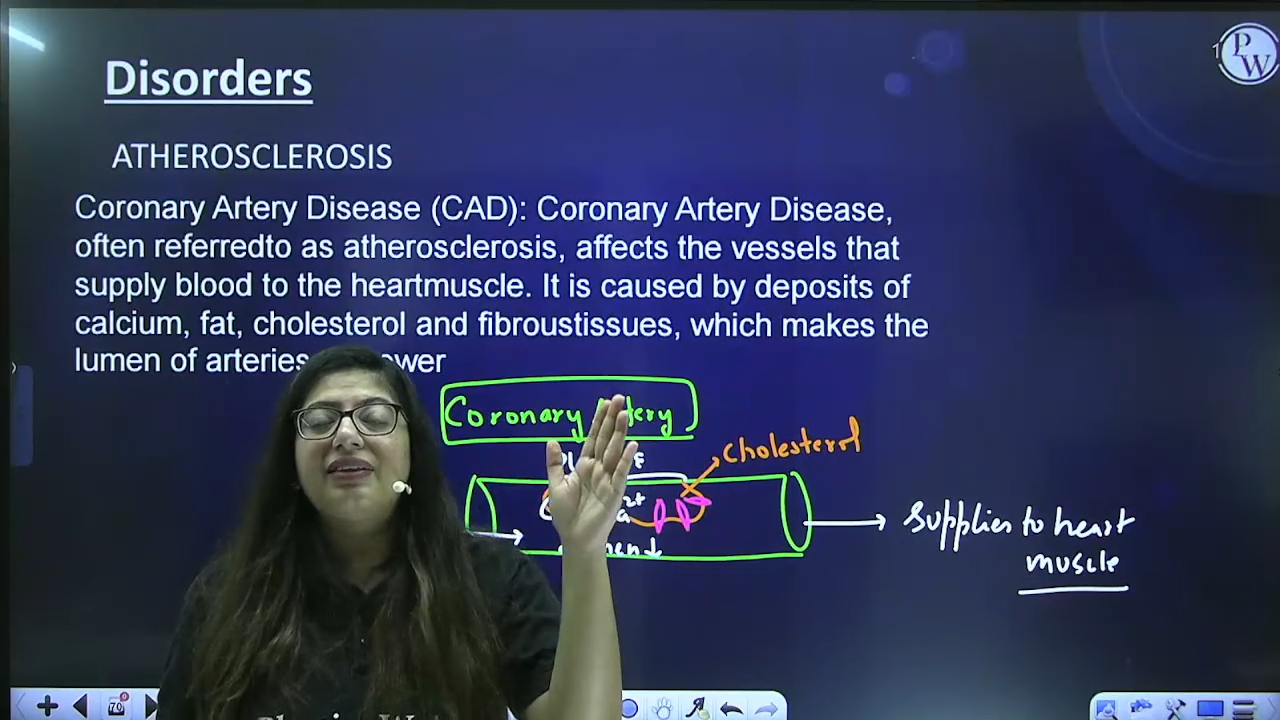 Disorders
PW
ATHEROSCLEROSIS
Coronary Artery Disease (CAD): Coronary Artery Disease,
often referredto as atherosclerosis, affects the vessels that
supply blood to the heartmuscle. It is caused by deposits of
calcium, fat, cholesterol and fibroustissues, which makes the
lumen of arteries
Coronary
Cholesterol
Supplies to heart
muscle
70